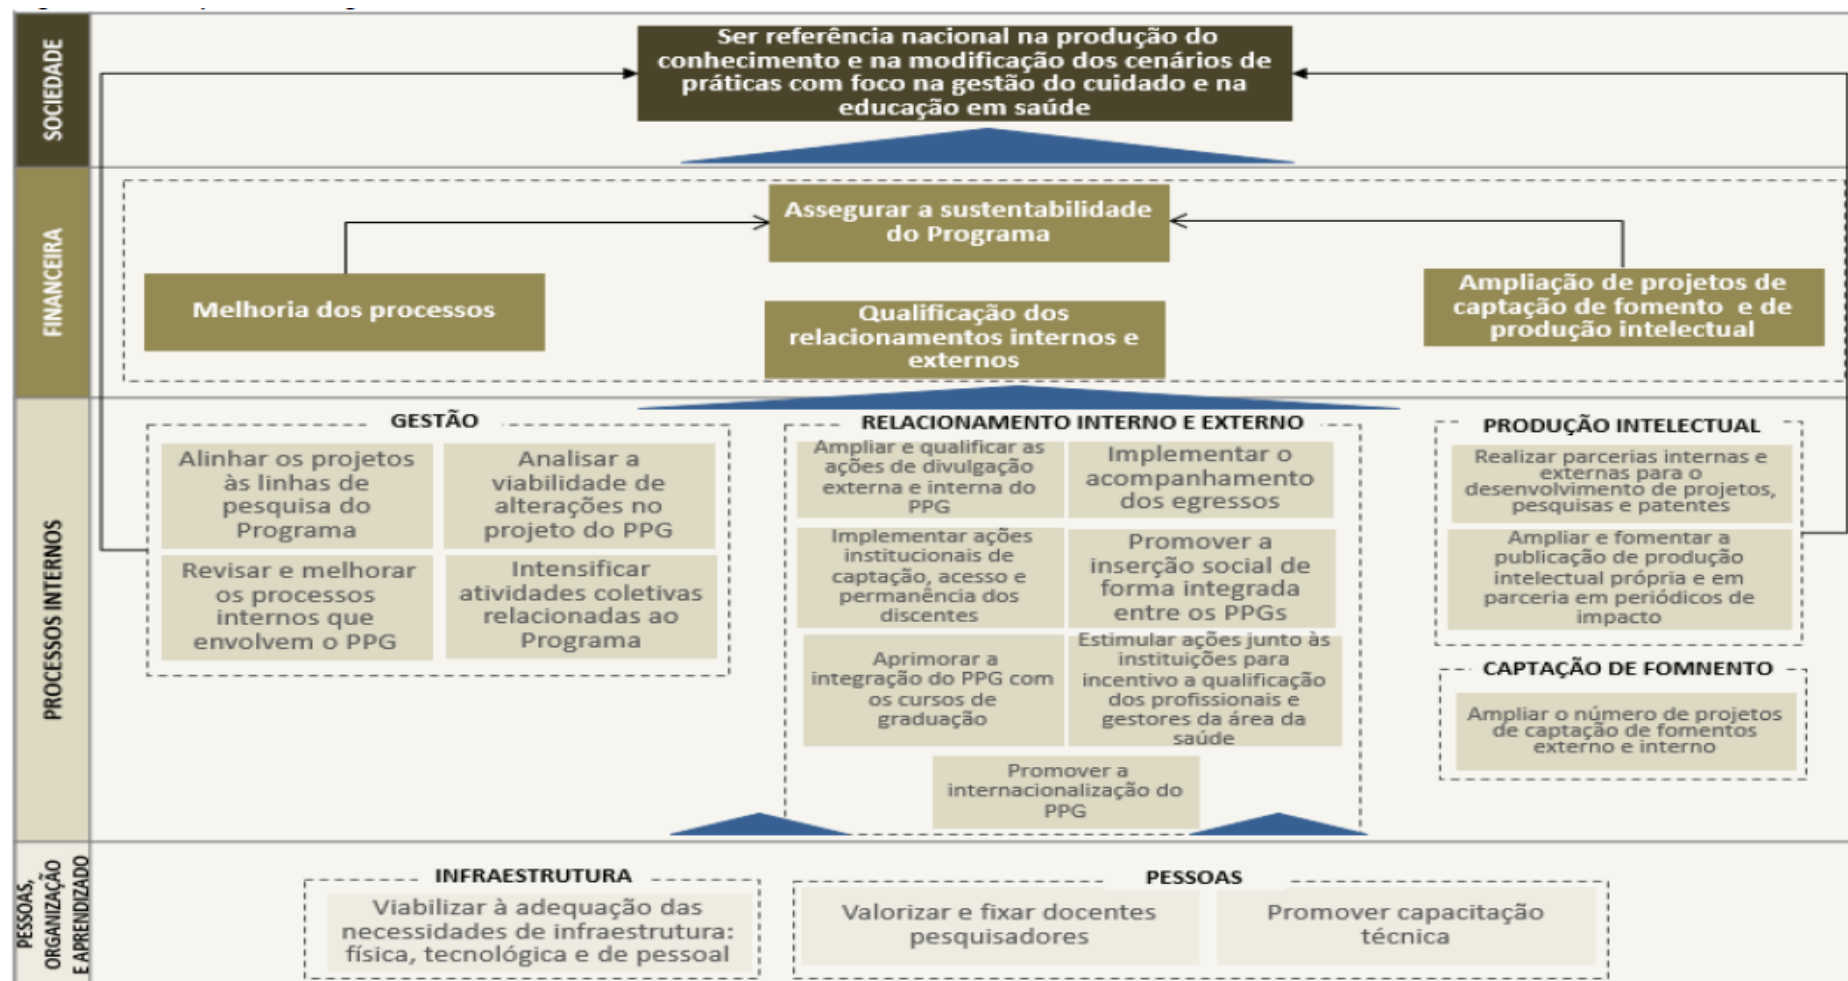 SOCIEDADE
Ser referência nacional na produção do
conhecimento e na modificação dos cenários de
práticas com foco na gestão do cuidado e na
educação em saúde
FINANCEIRA
Assegurar a sustentabilidade
do Programa
Melhoria dos processos
Qualificação dos
relacionamentos internos e
externos
Ampliação de projetos de
captação de fomento e de
produção intelectual
PROCESSOS INTERNOS
GESTÃO
Alinhar os projetos
às linhas de
pesquisa do
Programa
Analisar a
viabilidade de
alterações no
projeto do PPG
Revisar e melhorar
os processos
internos que
envolvem o PPG
Intensificar
atividades coletivas
relacionadas ao
Programa
RELACIONAMENTO INTERNO E EXTERNO
Ampliar e qualificar as
ações de divulgação
externa e interna do
PPG
Implementar o
acompanhamento
dos egressos
Implementar ações
institucionais de
captação, acesso e
permanência dos
discentes
Promover a
inserção social de
forma integrada
entre os PPGs
Aprimorar a
integração do PPG com
os cursos de
graduação
Estimular ações junto às
instituições para
incentivo a qualificação
dos profissionais e
gestores da área da
saúde
Promover a
internacionalização do
PPG
PRODUÇÃO INTELECTUAL
Realizar parcerias internas e
externas para o
desenvolvimento de projetos,
pesquisas e patentes
Ampliar e fomentar a
publicação de produção
intelectual própria e em
parceria em periódicos de
impacto
CAPTAÇÃO DE FOMNENTO
Ampliar o número de projetos
de captação de fomentos
externo e interno
PESSOAS,
ORGANIZAÇÃO
E APRENDIZADO
INFRAESTRUTURA
Viabilizar à adequação das
necessidades de infraestrutura:
física, tecnológica e de pessoal
PESSOAS
Valorizar e fixar docentes
pesquisadores
Promover capacitação
técnica